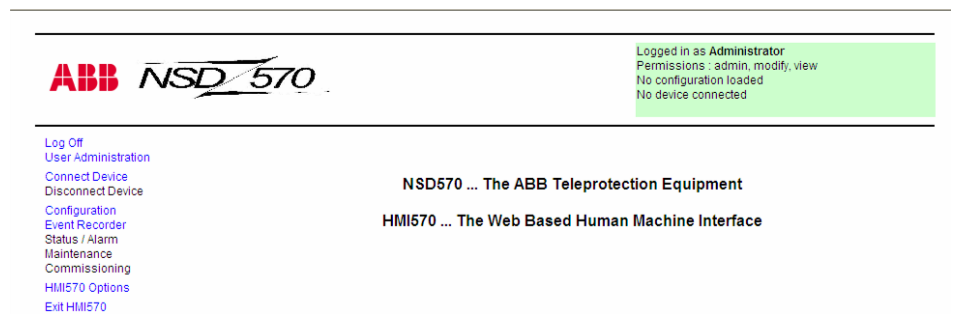 ABB NSD 570
Logged in as Administrator
Permissions : admin, modify, view
No configuration loaded
No device connected
Log Off
User Administration
Connect Device
Disconnect Device
Configuration
Event Recorder
Status / Alarm
Maintenance
Commissioning
HMI570 Options
Exit HMI570
NSD570 ... The ABB Teleprotection Equipment
HMI570 ... The Web Based Human Machine Interface